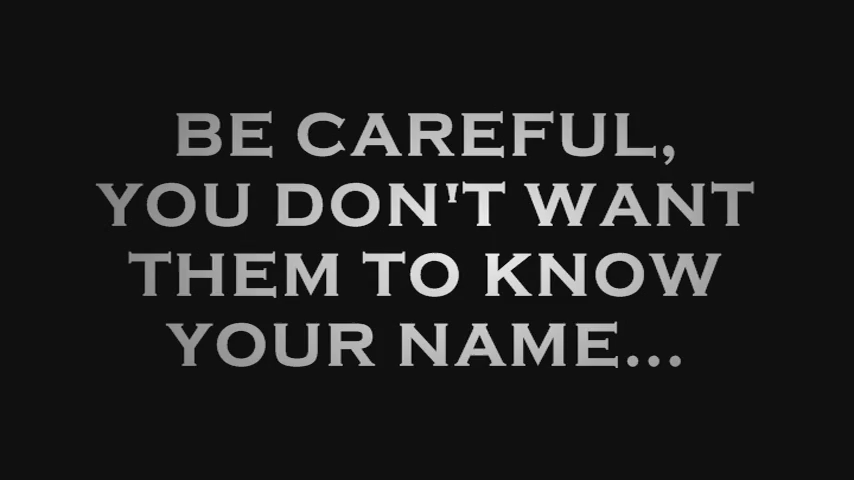 BE CAREFUL,
YOU DON'T WANT
THEM TO KNOW
YOUR NAME...